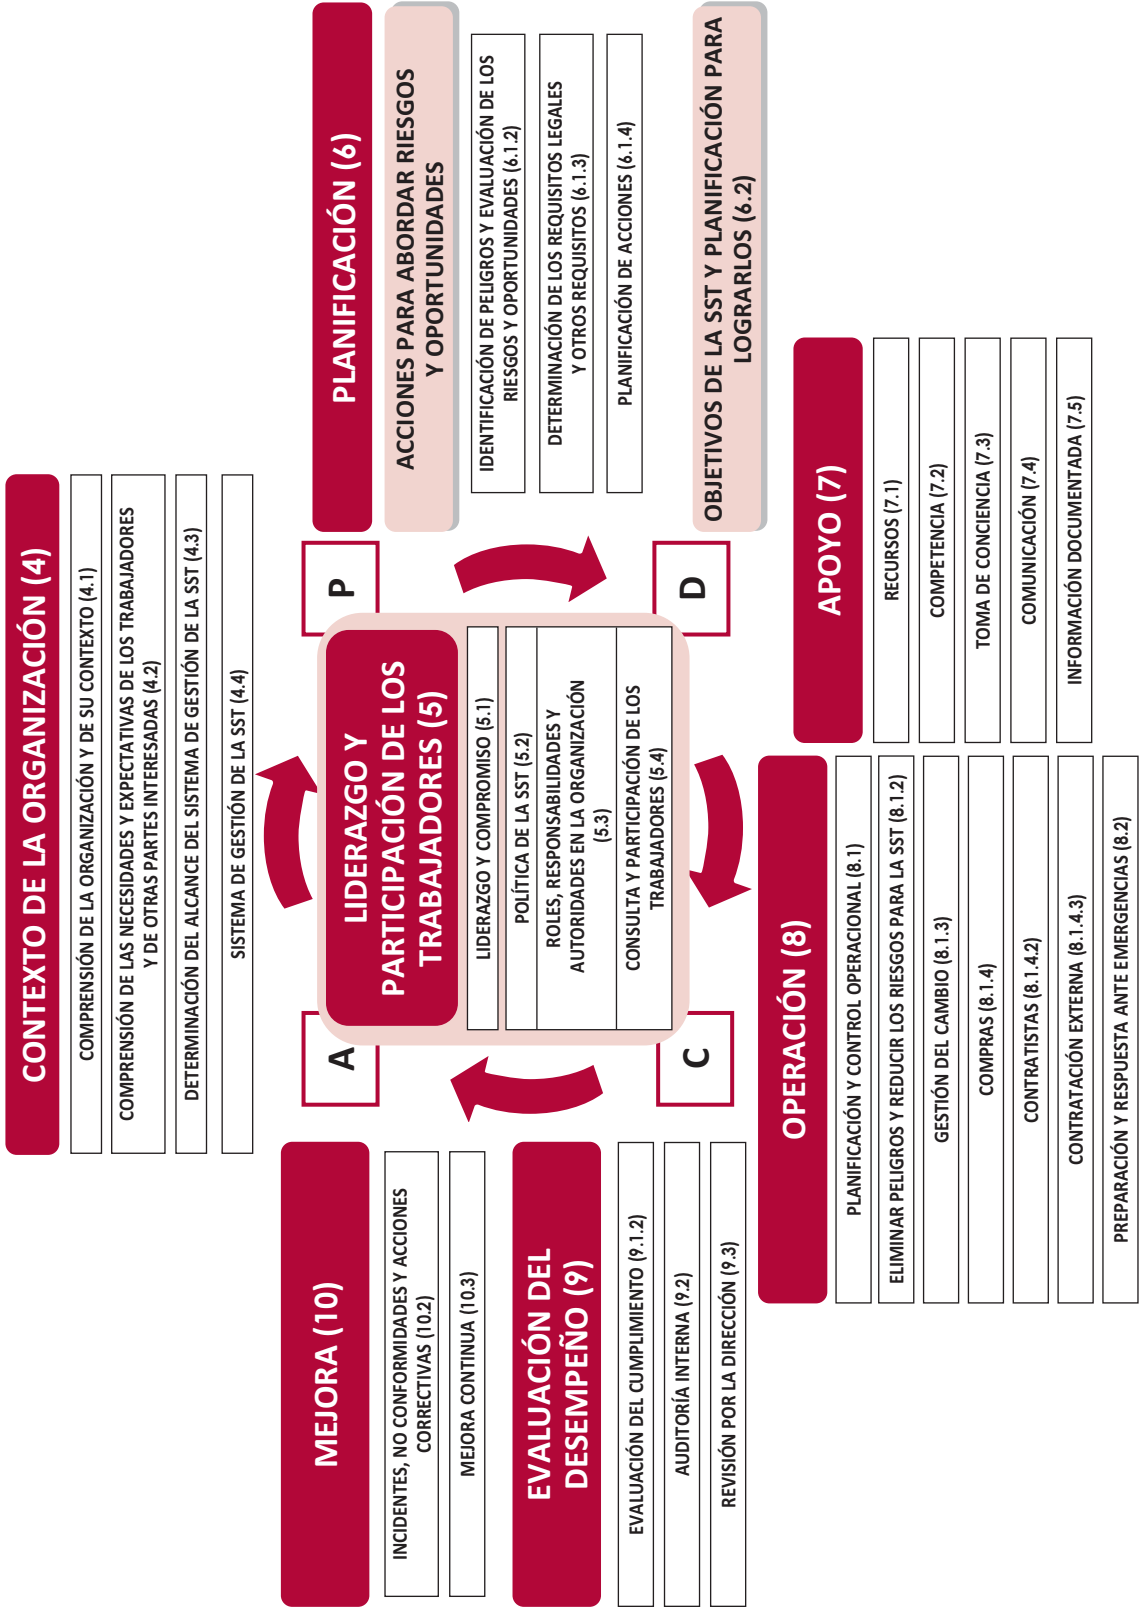 CONTEXTO DE LA ORGANIZACIÓN (4)
COMPRENSIÓN DE LA ORGANIZACIÓN Y DE SU CONTEXTO (4.1)
COMPRENSIÓN DE LAS NECESIDADES Y EXPECTATIVAS DE LOS TRABAJADORES
Y DE OTRAS PARTES INTERESADAS (4.2)
DETERMINACIÓN DEL ALCANCE DEL SISTEMA DE GESTIÓN DE LA SST (4.3)
SISTEMA DE GESTIÓN DE LA SST (4.4)
MEJORA (10)
INCIDENTES, NO CONFORMIDADES Y ACCIONES
CORRECTIVAS (10.2)
MEJORA CONTINUA (10.3)
EVALUACIÓN DEL
DESEMPEÑO (9)
EVALUACIÓN DEL CUMPLIMIENTO (9.1.2)
AUDITORÍA INTERNA (9.2)
REVISIÓN POR LA DIRECCIÓN (9.3)
A
P
LIDERAZGO Y
PARTICIPACIÓN DE LOS
TRABAJADORES (5)
LIDERAZGO Y COMPROMISO (5.1)
POLÍTICA DE LA SST (5.2)
ROLES, RESPONSABILIDADES Y
AUTORIDADES EN LA ORGANIZACIÓN
(5.3)
CONSULTA Y PARTICIPACIÓN DE LOS
TRABAJADORES (5.4)
C
D
PLANIFICACIÓN (6)
ACCIONES PARA ABORDAR RIESGOS
Y OPORTUNIDADES
IDENTIFICACIÓN DE PELIGROS Y EVALUACIÓN DE LOS
RIESGOS Y OPORTUNIDADES (6.1.2)
DETERMINACIÓN DE LOS REQUISITOS LEGALES
Y OTROS REQUISITOS (6.1.3)
PLANIFICACIÓN DE ACCIONES (6.1.4)
OBJETIVOS DE LA SST Y PLANIFICACIÓN PARA
LOGRARLOS (6.2)
OPERACIÓN (8)
PLANIFICACIÓN Y CONTROL OPERACIONAL (8.1)
ELIMINAR PELIGROS Y REDUCIR LOS RIESGOS PARA LA SST (8.1.2)
GESTIÓN DEL CAMBIO (8.1.3)
COMPRAS (8.1.4)
CONTRATISTAS (8.1.4.2)
CONTRATACIÓN EXTERNA (8.1.4.3)
PREPARACIÓN Y RESPUESTA ANTE EMERGENCIAS (8.2)
APOYO (7)
RECURSOS (7.1)
COMPETENCIA (7.2)
TOMA DE CONCIENCIA (7.3)
COMUNICACIÓN (7.4)
INFORMACIÓN DOCUMENTADA (7.5)